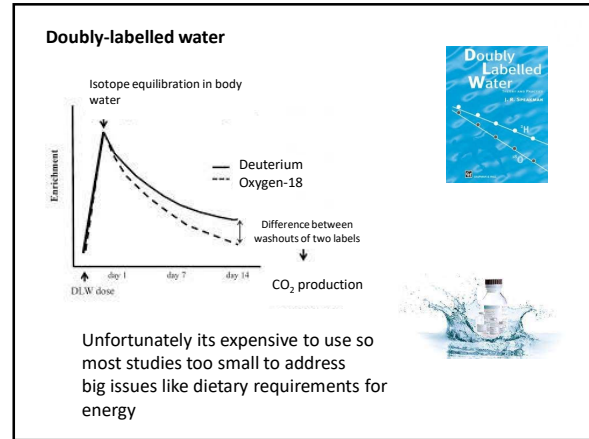 Doubly-labelled water
Isotope equilibration in body
water
Enrichment
Deuterium
Oxygen-18
Difference between
washouts of two labels
CO₂ production
day 1
day 7
day 14
DLW dose
Doubly
Labelled
Water
J. R. SPEAKMAN
²H
Unfortunately its expensive to use so
most studies too small to address
big issues like dietary requirements for
energy